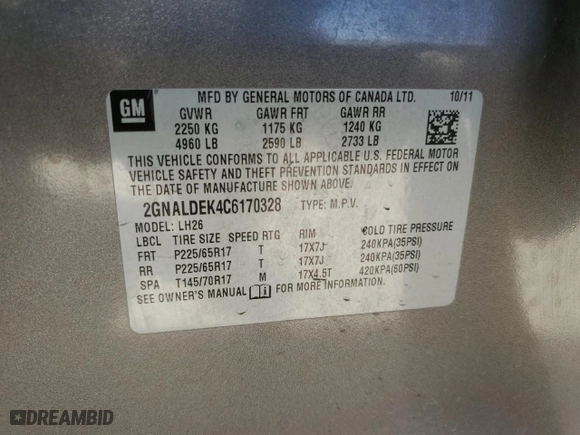 GM
MFD BY GENERAL MOTORS OF CANADA LTD. 10/11
GVWR GAWR FRT GAWR RR
2250 KG 1175 KG 1240 KG
4960 LB 2590 LB 2733 LB
THIS VEHICLE CONFORMS TO ALL APPLICABLE U.S. FEDERAL MOTOR
VEHICLE SAFETY AND THEFT PREVENTION STANDARDS IN EFFECT ON
THE DATE OF MANUFACTURE SHOWN ABOVE.
2GNALDEK4C6170328 TYPE: M.P.V.
MODEL: LH26
LBCL TIRE SIZE SPEED RTG RIM COLD TIRE PRESSURE
FRT P225/65R17 T 17X7J 240KPA(35PSI)
RR P225/65R17 T 17X7J 240KPA(35PSI)
SPA T145/70R17 M 17X4.5T 420KPA(60PSI)
SEE OWNER'S MANUAL FOR MORE INFORMATION.
DREAMBID